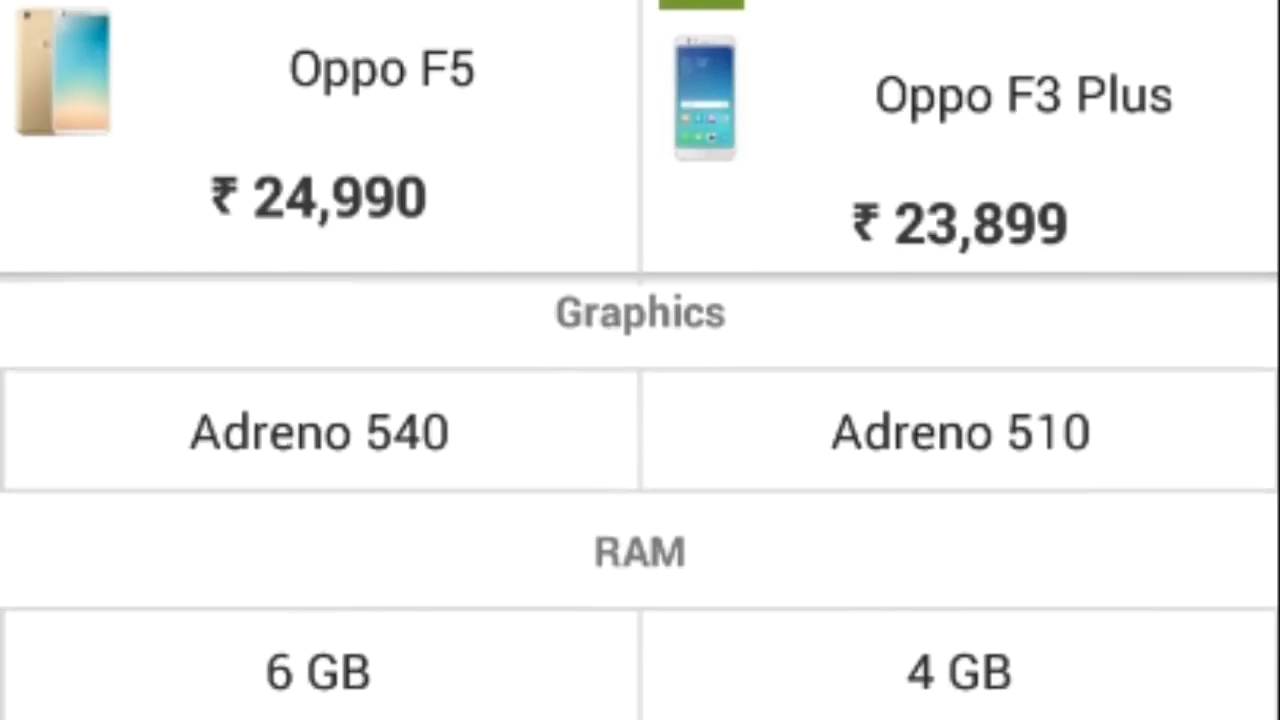 Oppo F5
₹ 24,990
Oppo F3 Plus
₹ 23,899
Graphics
Adreno 540
Adreno 510
RAM
6 GB
4 GB